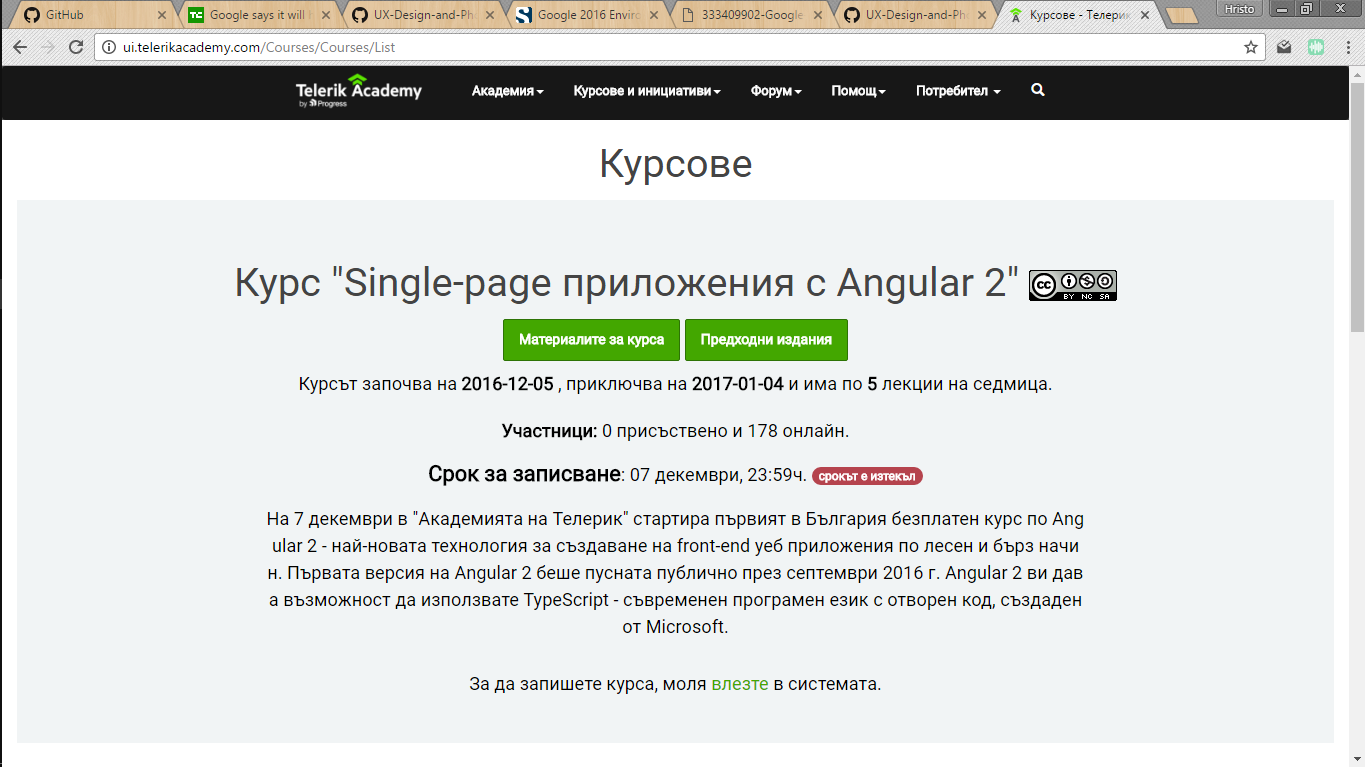 GitHub
Google says it will
UX-Design-and-Ph
Google 2016 Enviro
333409902-Google
UX-Design-and-Ph
Курсове - Телерик
Hristo
ui.telerikacademy.com/Courses/Courses/List
Telerik Academy
by Progress
Академия
Курсове и инициативи
Форум
Помощ
Потребител
Курсове
Курс "Single-page приложения с Angular 2"
cc
BY NC SA
Материалите за курса
Предходни издания
Курсът започва на 2016-12-05 , приключва на 2017-01-04 и има по 5 лекции на седмица.
Участници: 0 присъствено и 178 онлайн.
Срок за записване: 07 декември, 23:59ч. срокът е изтекъл
На 7 декември в "Академията на Телерик" стартира първият в България безплатен курс по Ang
ular 2 - най-новата технология за създаване на front-end уеб приложения по лесен и бърз начи
н. Първата версия на Angular 2 беше пусната публично през септември 2016 г. Angular 2 ви дав
а възможност да използвате TypeScript - съвременен програмен език с отворен код, създаден
от Microsoft.
За да запишете курса, моля влезте в системата.